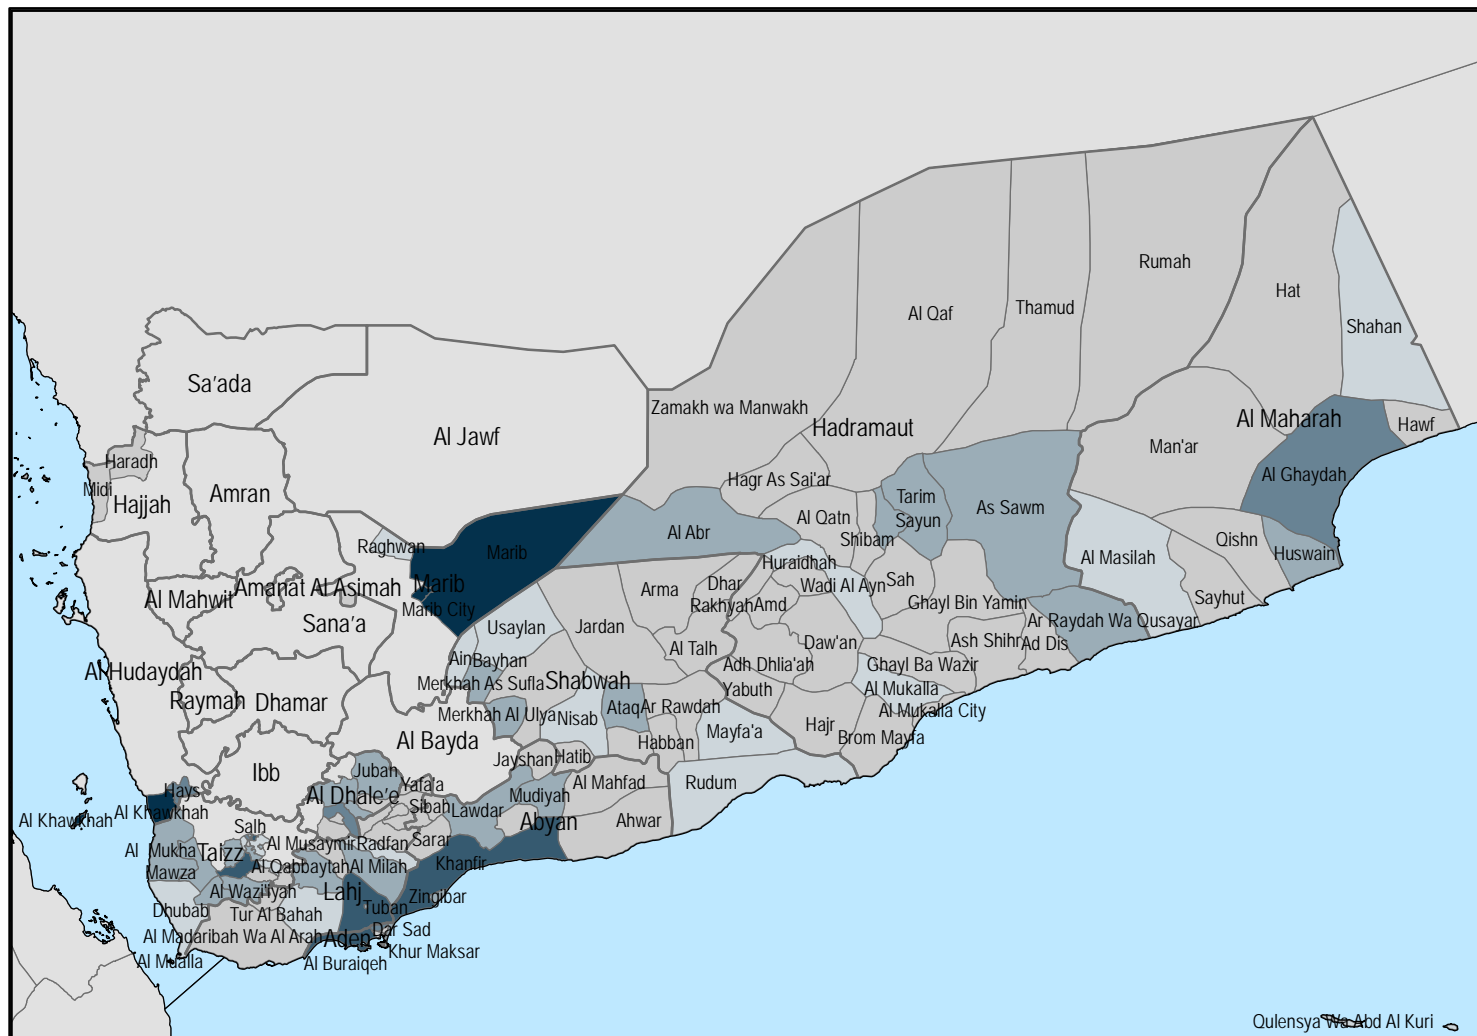 Rumah
Hat
Thamud
Al Qaf
Shahan
Sa'ada
Zamakh wa Manwakh
Al Maharah
Hawf
Hadramaut
Al Jawf
Man'ar
Haradh
Al Ghaydah
Hagr As Sai'ar
Midi
Amran
Hajjah
Tarim
As Sawm
Al Qatn
Sayun
Al Abr
Shibam
Qishn
Raghwan
Marib
Huswain
Al Masilah
Huraidhah
Amanat Al Asimah
Marib
Wadi Al Ayn
Sah
Dhar
Arma
Al Mahwit
Marib City
Rakhyah
Amd
Ghayl Bin Yamin
Sayhut
Sana'a
Usaylan
Jardan
Ar Raydah Wa Qusayar
Daw'an
Ash Shihr
Ad Dis
Al Talh
Ain
Bayhan
Al Hudaydah
Adh Dhlia'ah
Ghayl Ba Wazir
Merkhah As Sufla
Shabwah
Yabuth
Al Mukalla
Raymah
Dhamar
Ataq
Ar Rawdah
Al Mukalla City
Merkhah Al Ulya
Nisab
Hajr
Mayfa'a
Brom Mayfa
Al Bayda
Habban
Jayshan
Hatib
Ibb
Juban
Al Mahfad
Rudum
Yafa'a
Hays
Al Dhale'e
Mudiyah
Sibah
Lawdar
Al Khawkhah
Al Khawkhah
Abyan
Ahwar
Salh
Al Mukha
Taizz
Al Musaymir
Radfan
Sarar
Khanfir
Mawza
Al Qabbaytah
Al Milah
Al Wazi'iyah
Lahj
Zingibar
Dhubab
Tur Al Bahah
Tuban
Dar Sad
Al Madaribah Wa Al Arah
Aden
Khur Maksar
Al Mualla
Al Buraiqeh
Qulensya Wa Abd Al Kuri